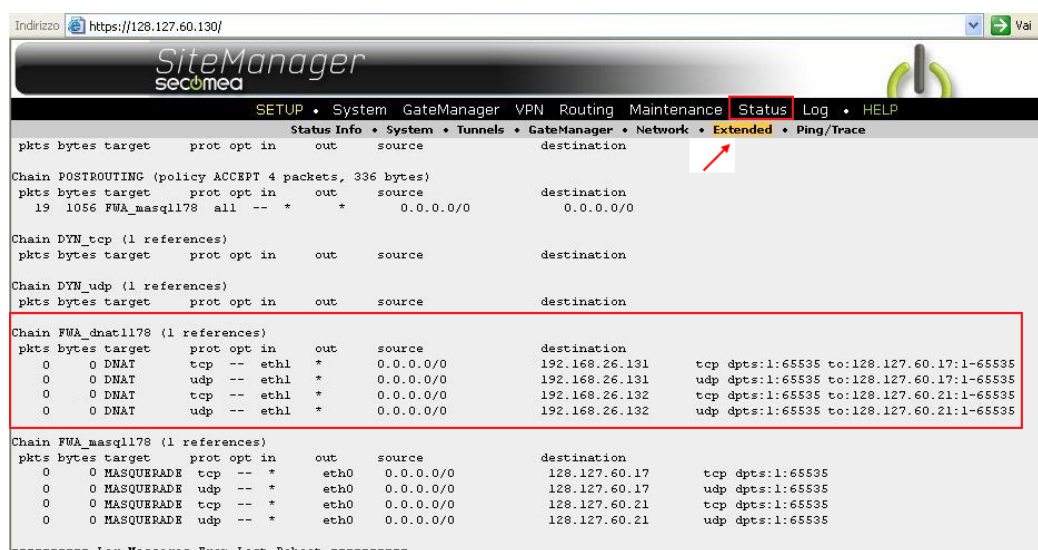 Indirizzo https://128.127.60.130/ Vai
SiteManager
secomea
SETUP • System GateManager VPN Routing Maintenance Status Log • HELP
Status Info • System • Tunnels • GateManager • Network • Extended • Ping/Trace
pkts bytes target prot opt in out source destination
Chain POSTROUTING (policy ACCEPT 4 packets, 336 bytes)
pkts bytes target prot opt in out source destination
19 1056 FWA_masq1178 all -- * * 0.0.0.0/0 0.0.0.0/0
Chain DYN_tcp (1 references)
pkts bytes target prot opt in out source destination
Chain DYN_udp (1 references)
pkts bytes target prot opt in out source destination
Chain FWA_dnat1178 (1 references)
pkts bytes target prot opt in out source destination
0 0 DNAT tcp -- eth1 * 0.0.0.0/0 192.168.26.131 tcp dpts:1:65535 to:128.127.60.17:1-65535
0 0 DNAT udp -- eth1 * 0.0.0.0/0 192.168.26.131 udp dpts:1:65535 to:128.127.60.17:1-65535
0 0 DNAT tcp -- eth1 * 0.0.0.0/0 192.168.26.132 tcp dpts:1:65535 to:128.127.60.21:1-65535
0 0 DNAT udp -- eth1 * 0.0.0.0/0 192.168.26.132 udp dpts:1:65535 to:128.127.60.21:1-65535
Chain FWA_masq1178 (1 references)
pkts bytes target prot opt in out source destination
0 0 MASQUERADE tcp -- * eth0 0.0.0.0/0 128.127.60.17 tcp dpts:1:65535
0 0 MASQUERADE udp -- * eth0 0.0.0.0/0 128.127.60.17 udp dpts:1:65535
0 0 MASQUERADE tcp -- * eth0 0.0.0.0/0 128.127.60.21 tcp dpts:1:65535
0 0 MASQUERADE udp -- * eth0 0.0.0.0/0 128.127.60.21 udp dpts:1:65535